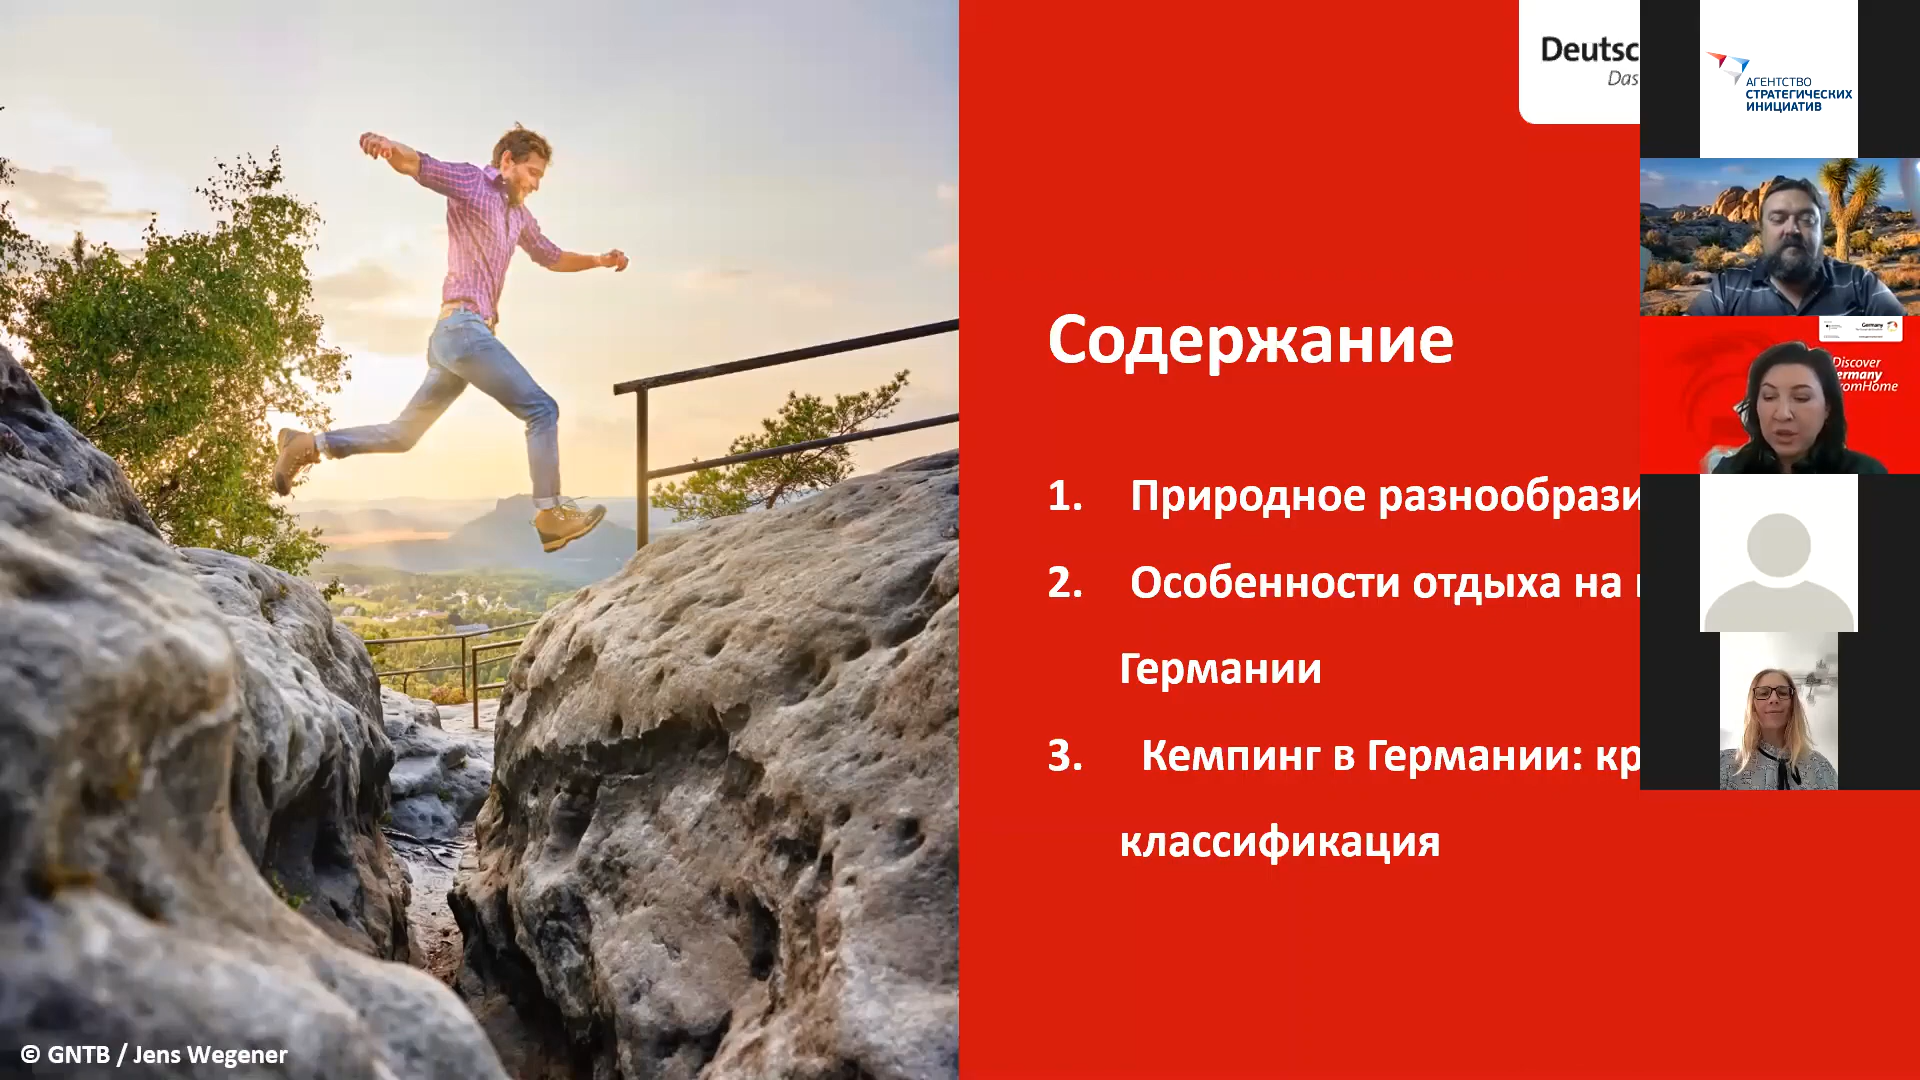 Deutsc
Das
АГЕНТСТВО
СТРАТЕГИЧЕСКИХ
ИНИЦИАТИВ
Germany
Discover
ermany
romHome
Содержание
1. Природное разнообрази
2. Особенности отдыха на
Германии
3. Кемпинг в Германии: кр
классификация
© GNTB / Jens Wegener